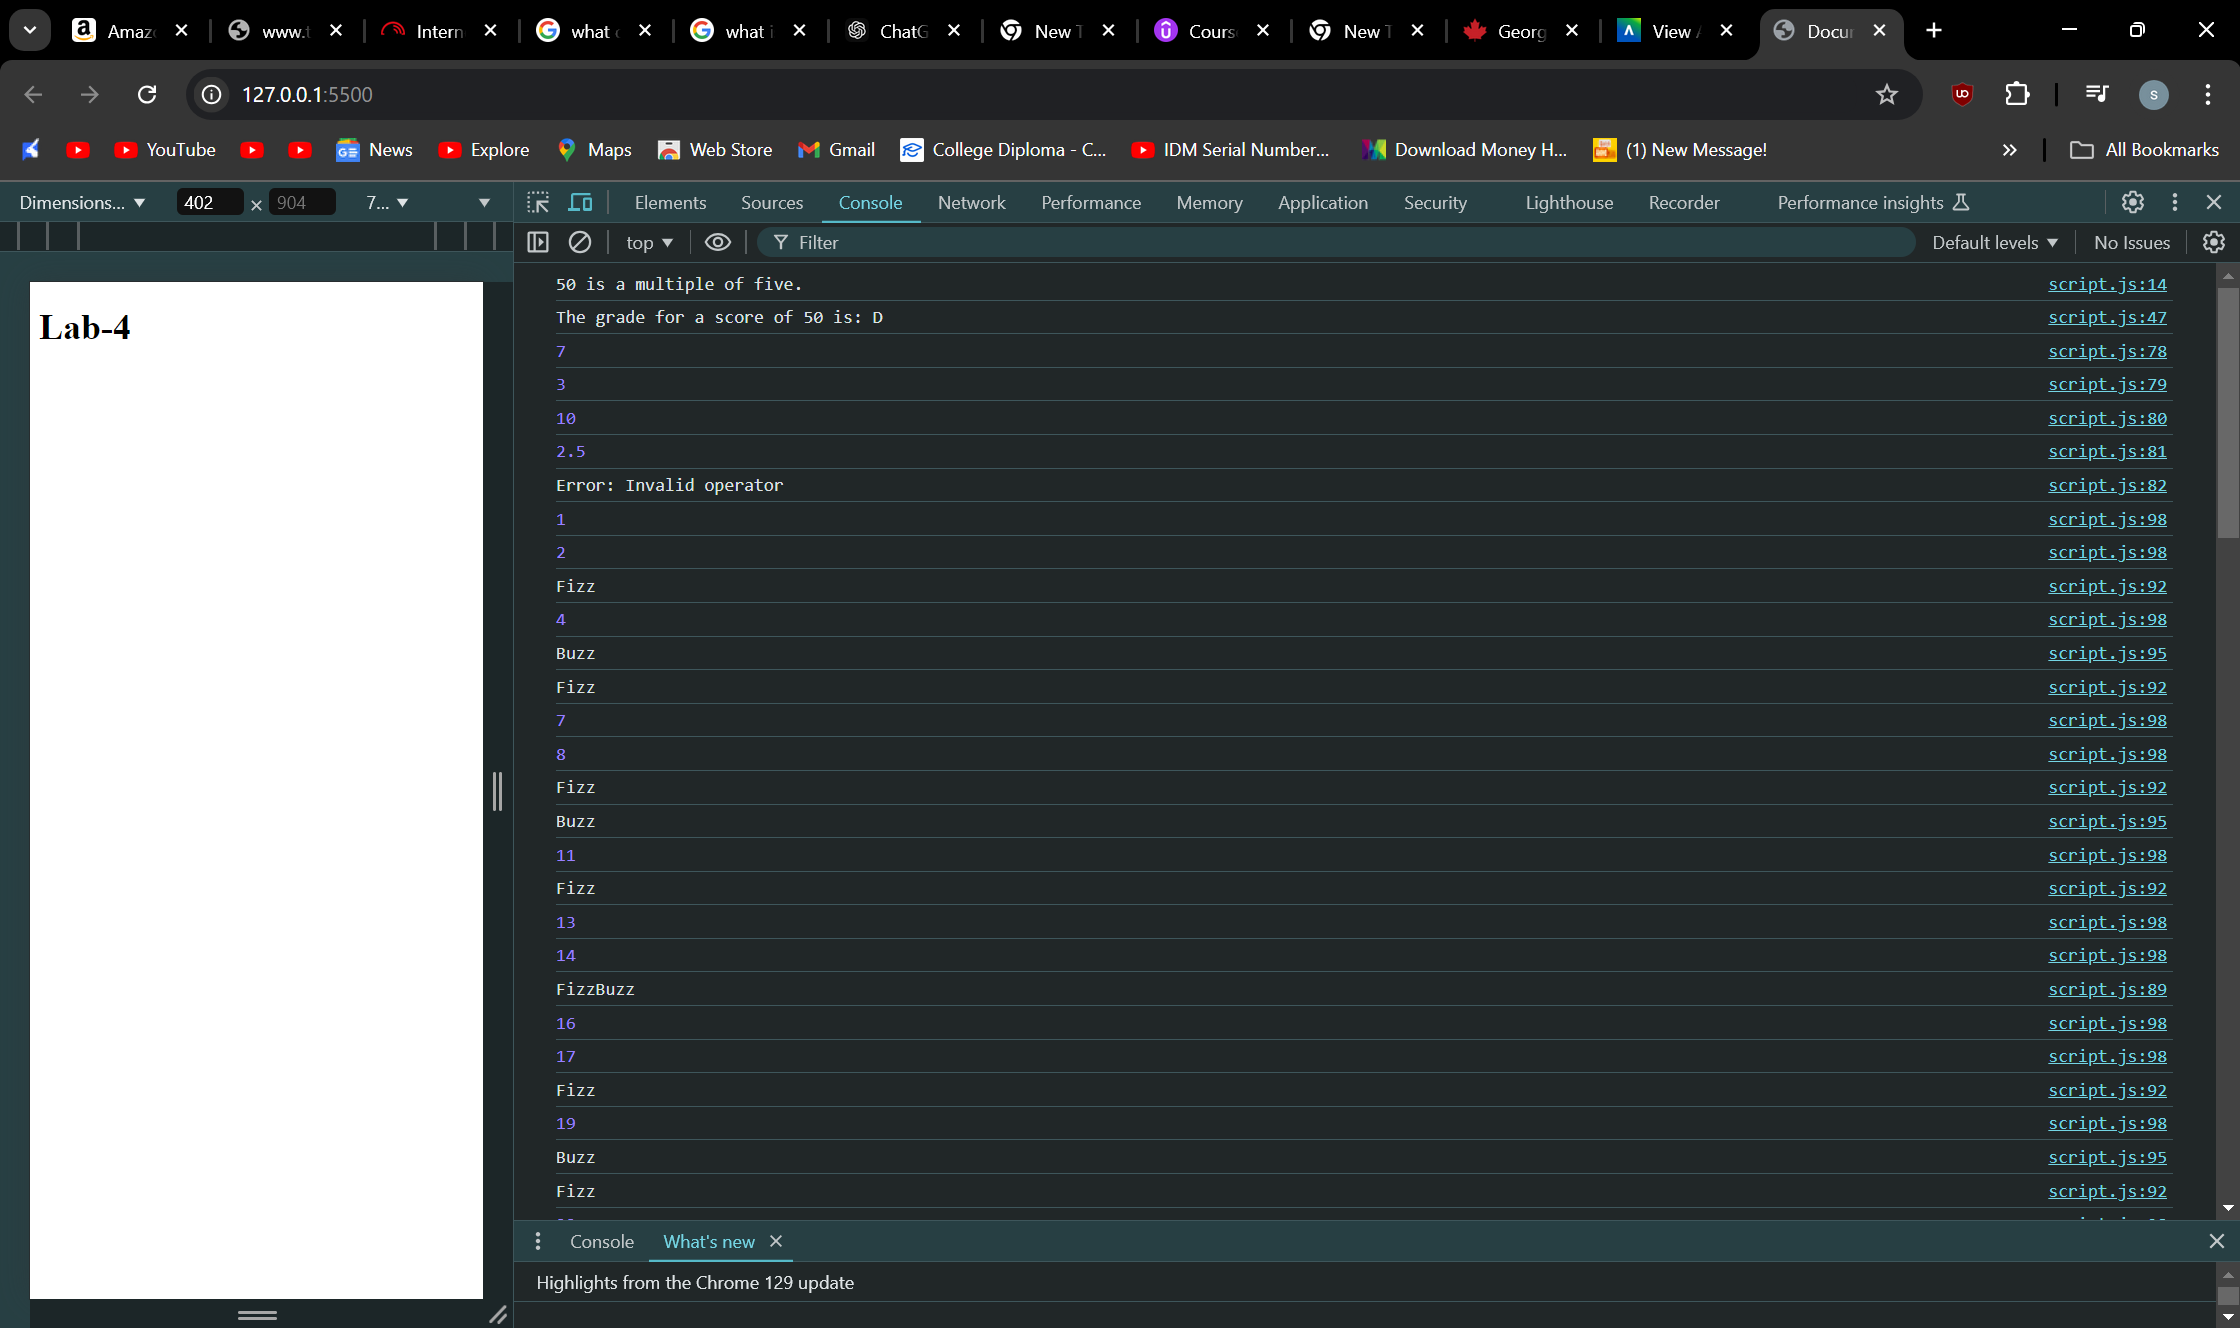 Amaz www.t Intern what c what i ChatG New T Cours New T Georg View A Docur
127.0.0.1:5500
YouTube News Explore Maps Web Store Gmail College Diploma - C... IDM Serial Number... Download Money H... (1) New Message! All Bookmarks
Dimensions... 402 × 904 7... Elements Sources Console Network Performance Memory Application Security Lighthouse Recorder Performance insights
top Filter Default levels No Issues
Lab-4
50 is a multiple of five. script.js:14
The grade for a score of 50 is: D script.js:47
7 script.js:78
3 script.js:79
10 script.js:80
2.5 script.js:81
Error: Invalid operator script.js:82
1 script.js:98
2 script.js:98
Fizz script.js:92
4 script.js:98
Buzz script.js:95
Fizz script.js:92
7 script.js:98
8 script.js:98
Fizz script.js:92
Buzz script.js:95
11 script.js:98
Fizz script.js:92
13 script.js:98
14 script.js:98
FizzBuzz script.js:89
16 script.js:98
17 script.js:98
Fizz script.js:92
19 script.js:98
Buzz script.js:95
Fizz script.js:92
Console What's new
Highlights from the Chrome 129 update